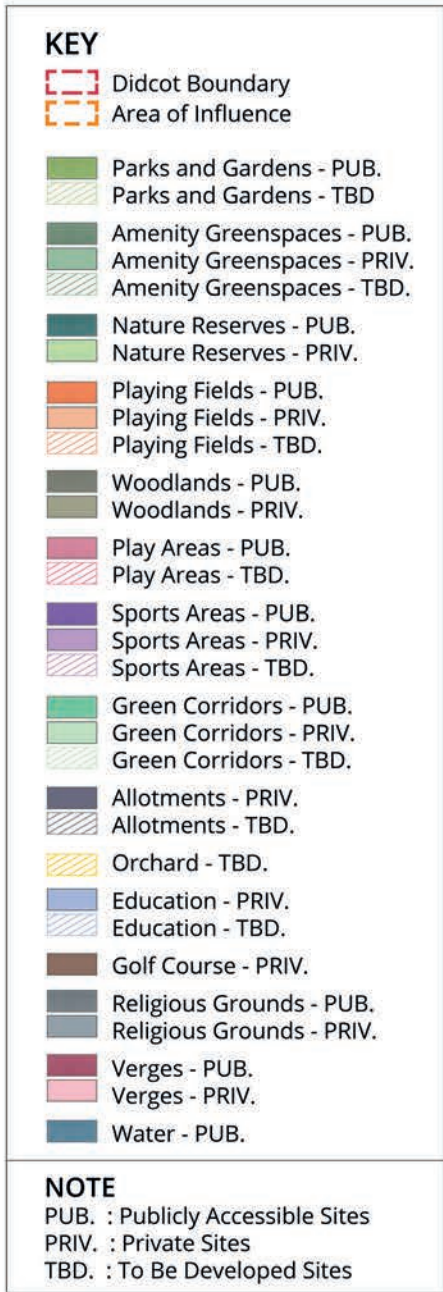 KEY
Didcot Boundary
Area of Influence
Parks and Gardens - PUB.
Parks and Gardens - TBD
Amenity Greenspaces - PUB.
Amenity Greenspaces - PRIV.
Amenity Greenspaces - TBD.
Nature Reserves - PUB.
Nature Reserves - PRIV.
Playing Fields - PUB.
Playing Fields - PRIV.
Playing Fields - TBD.
Woodlands - PUB.
Woodlands - PRIV.
Play Areas - PUB.
Play Areas - TBD.
Sports Areas - PUB.
Sports Areas - PRIV.
Sports Areas - TBD.
Green Corridors - PUB.
Green Corridors - PRIV.
Green Corridors - TBD.
Allotments - PRIV.
Allotments - TBD.
Orchard - TBD.
Education - PRIV.
Education - TBD.
Golf Course - PRIV.
Religious Grounds - PUB.
Religious Grounds - PRIV.
Verges - PUB.
Verges - PRIV.
Water - PUB.
NOTE
PUB. : Publicly Accessible Sites
PRIV. : Private Sites
TBD. : To Be Developed Sites